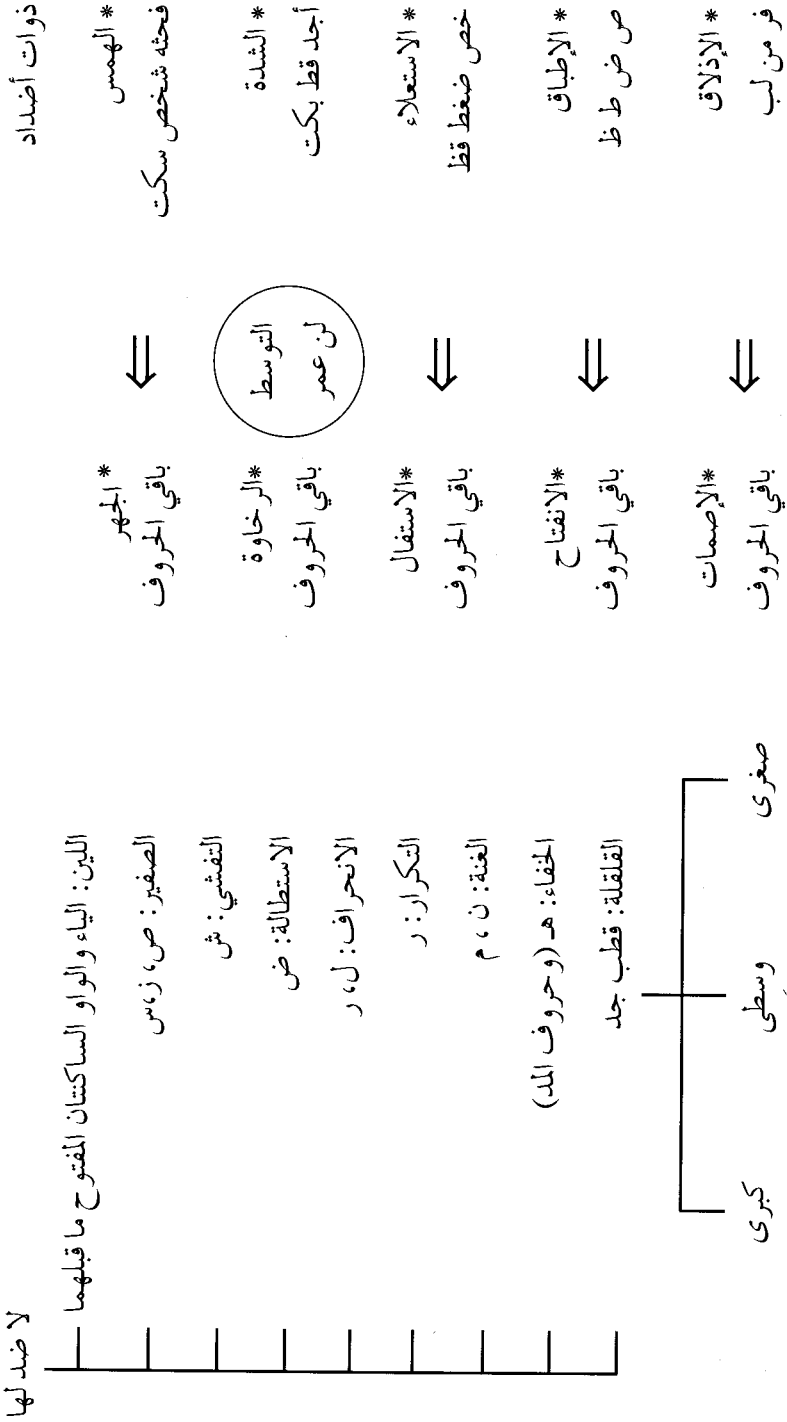 ذوات أضداد
* الهمس
فحثه شخص سكت
* الجهر
باقي الحروف
* الشدة
أجد قط بكت
التوسط
لن عمر
*الرخاوة
باقي الحروف
* الاستعلاء
خص ضغط قظ
*الاستفال
باقي الحروف
* الإطباق
ص ض ط ظ
*الانفتاح
باقي الحروف
* الإذلاق
فر من لب
*الإصمات
باقي الحروف
لا ضد لها
اللين: الياء والواو الساكنتان المفتوح ما قبلهما
الصفير: ص، ز، س
التفشي: ش
الاستطالة: ض
الانحراف: ل، ر
التكرار: ر
الغنة: ن، م
الخفاء: هـ (وحروف المد)
القلقلة: قطب جد
صغرى
وسطى
كبرى